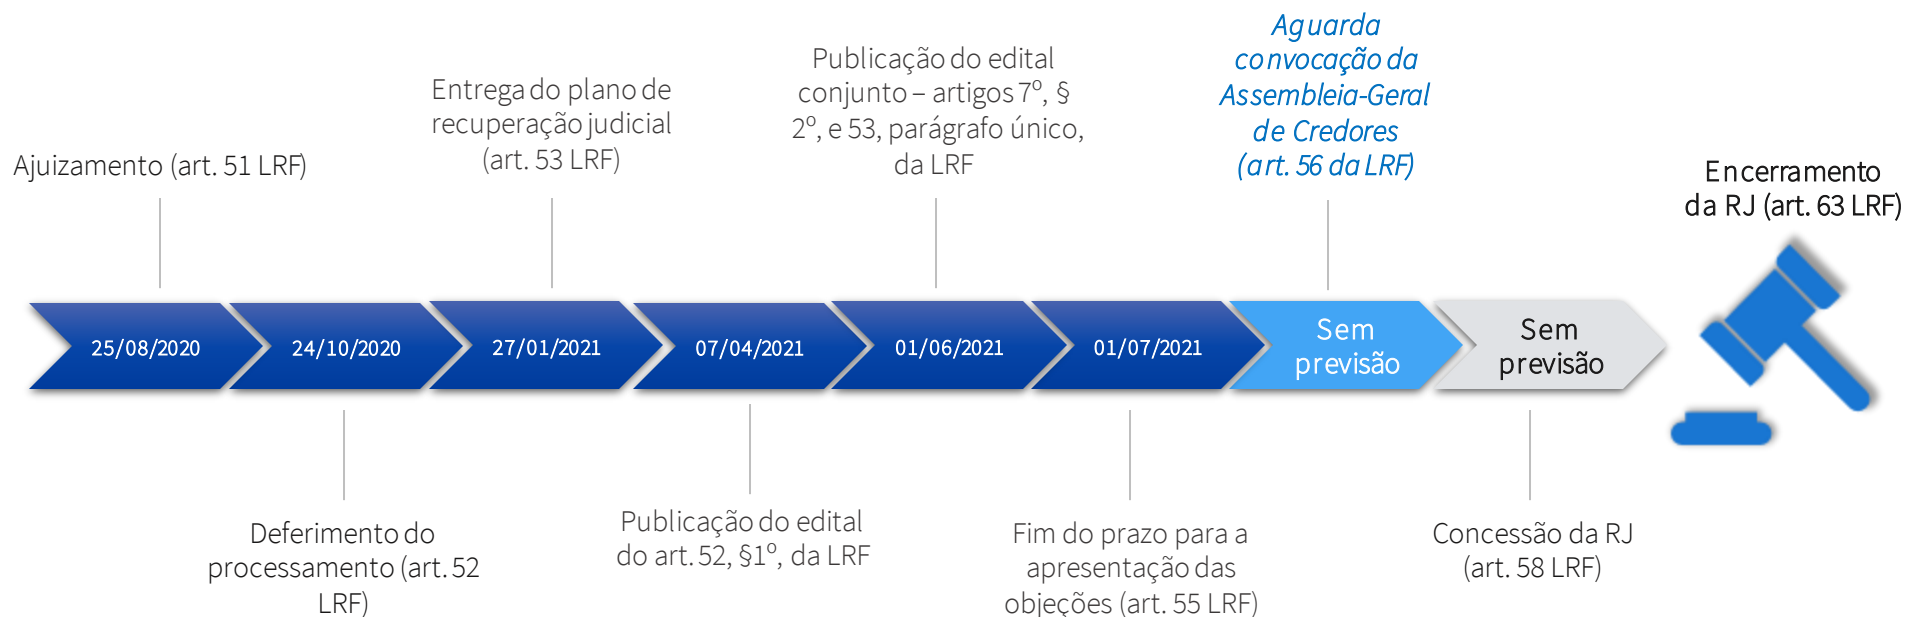 Ajuizamento (art. 51 LRF)
Entrega do plano de
recuperação judicial
(art. 53 LRF)
Publicação do edital
conjunto – artigos 7º, §
2º, e 53, parágrafo único,
da LRF
Aguarda
convocação da
Assembleia-Geral
de Credores
(art. 56 da LRF)
Encerramento
da RJ (art. 63 LRF)
25/08/2020
24/10/2020
27/01/2021
07/04/2021
01/06/2021
01/07/2021
Sem
previsão
Sem
previsão
Deferimento do
processamento (art. 52
LRF)
Publicação do edital
do art. 52, §1º, da LRF
Fim do prazo para a
apresentação das
objeções (art. 55 LRF)
Concessão da RJ
(art. 58 LRF)